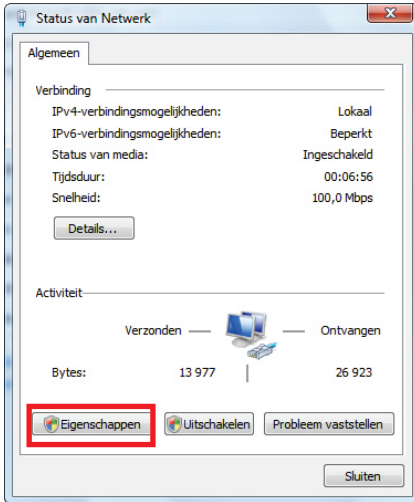 Status van Netwerk
Algemeen
Verbinding
IPv4-verbindingsmogelijkheden: Lokaal
IPv6-verbindingsmogelijkheden: Beperkt
Status van media: Ingeschakeld
Tijdsduur: 00:06:56
Snelheid: 100,0 Mbps
Details...
Activiteit
Verzonden Ontvangen
Bytes: 13 977 26 923
Eigenschappen Uitschakelen Probleem vaststellen
Sluiten